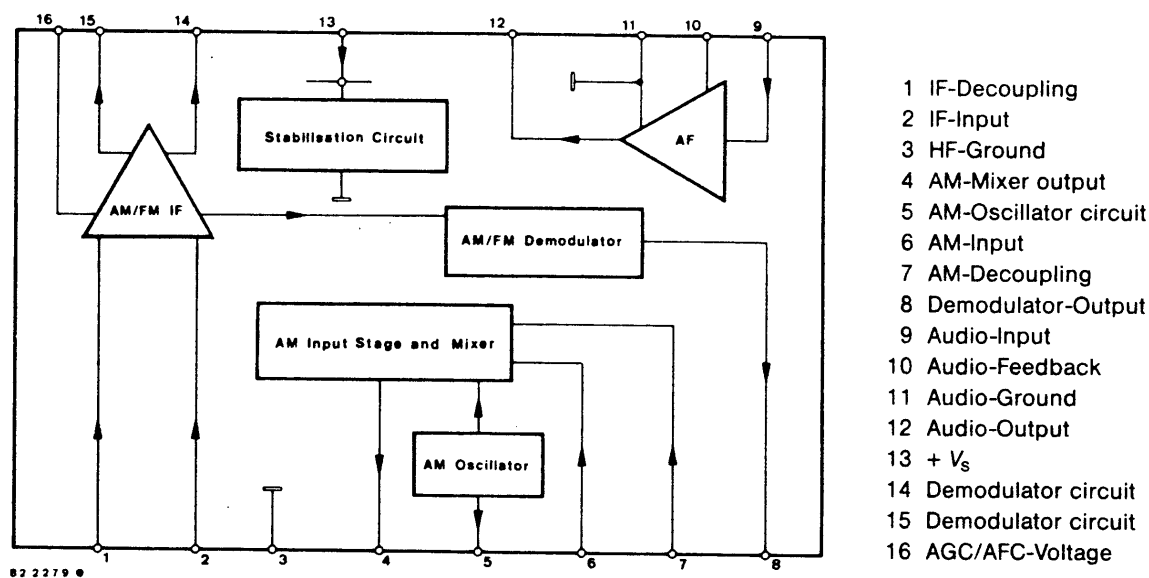 16 15 14 13 12 11 10 9
Stabilisation Circuit
AF
AM/FM IF
AM/FM Demodulator
AM Input Stage and Mixer
AM Oscillator
1 2 3 4 5 6 7 8
82 2279 e
1 IF-Decoupling
2 IF-Input
3 HF-Ground
4 AM-Mixer output
5 AM-Oscillator circuit
6 AM-Input
7 AM-Decoupling
8 Demodulator-Output
9 Audio-Input
10 Audio-Feedback
11 Audio-Ground
12 Audio-Output
13 + Vs
14 Demodulator circuit
15 Demodulator circuit
16 AGC/AFC-Voltage